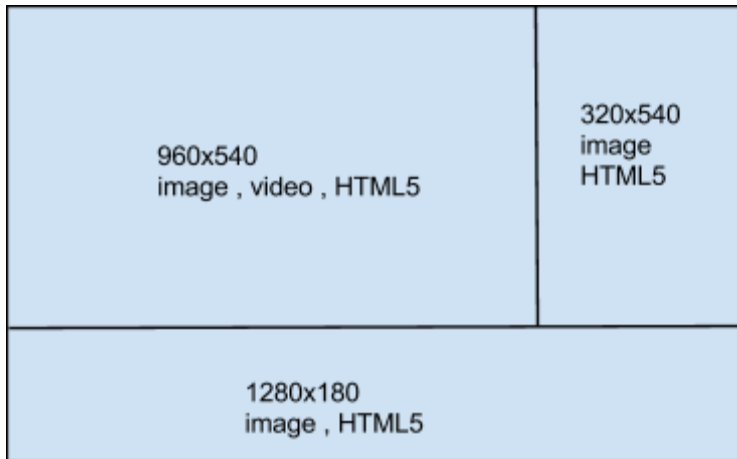 960x540
image , video , HTML5
320x540
image
HTML5
1280x180
image , HTML5